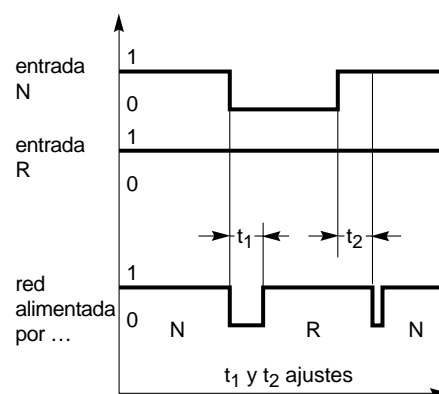 entrada
N
1
0
entrada
R
1
0
t1
t2
red
alimentada
por …
1
0
N
R
N
t1 y t2 ajustes